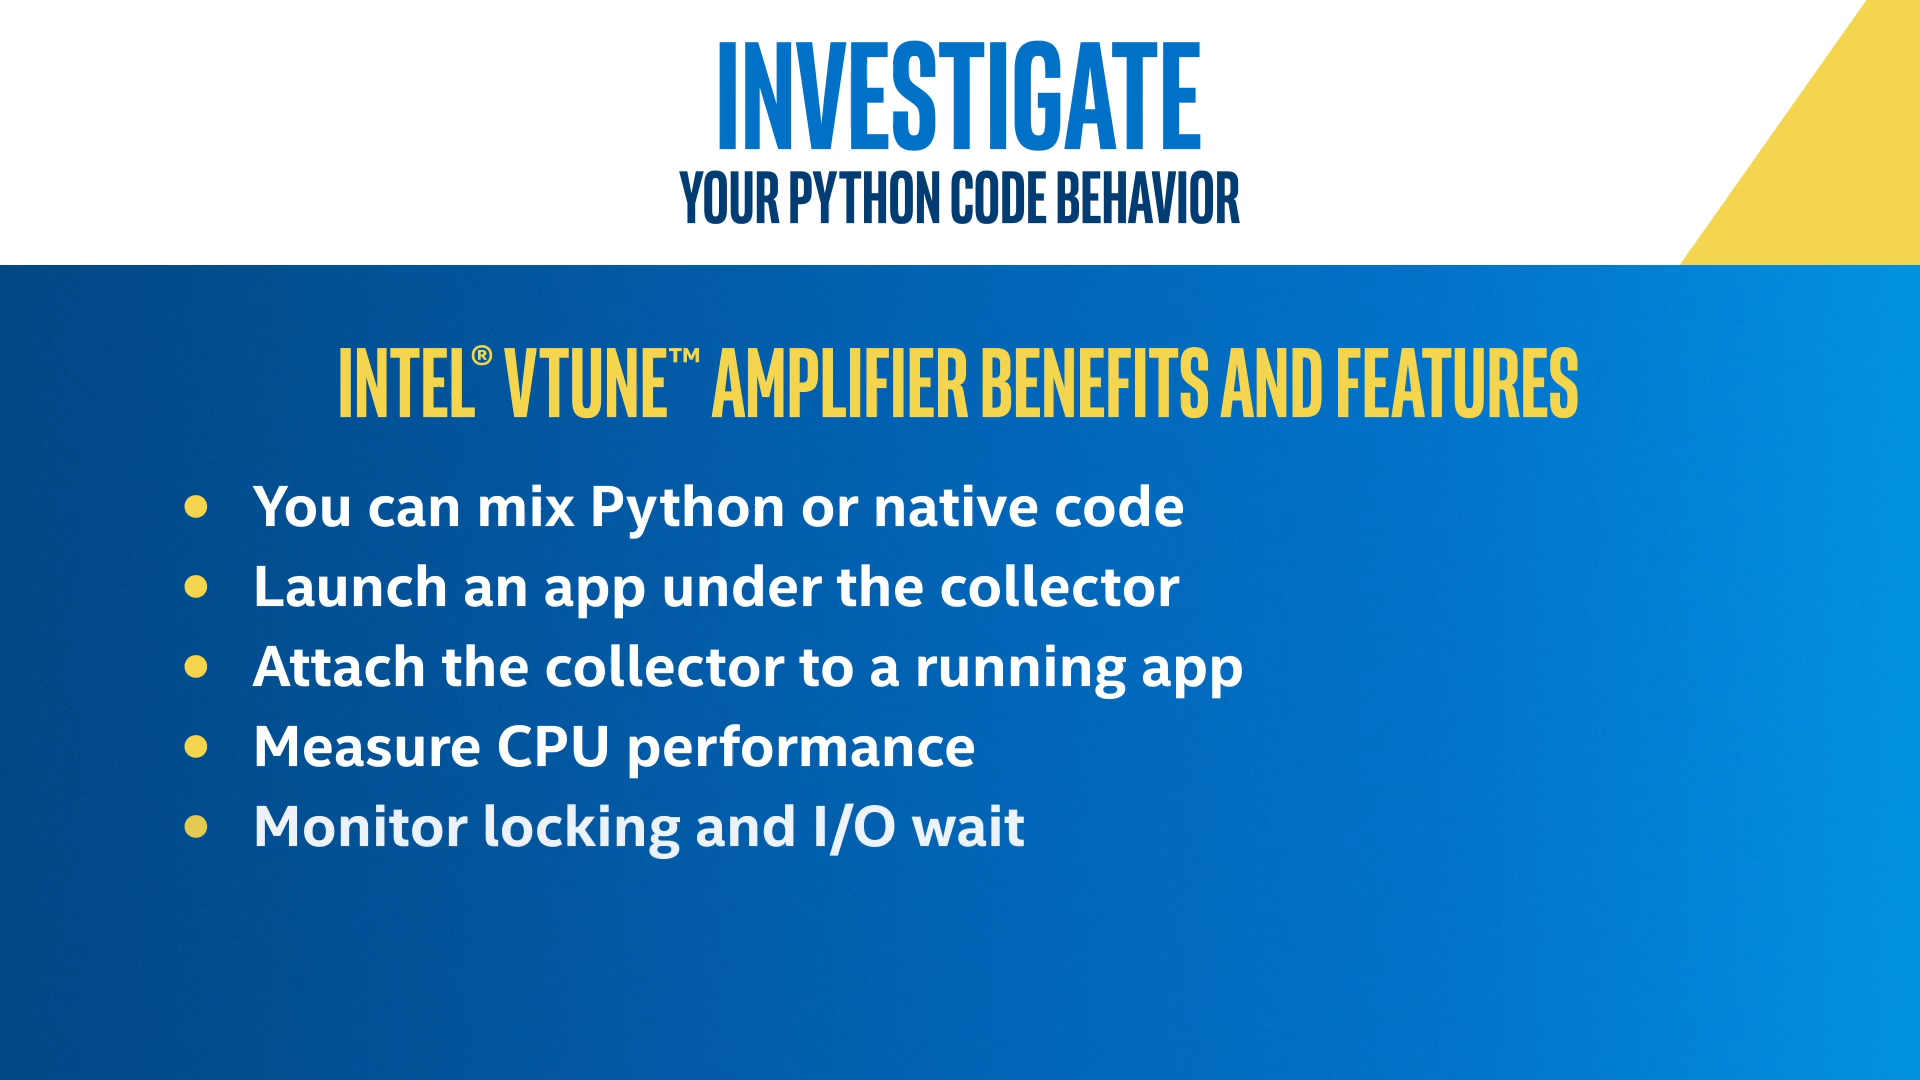 INVESTIGATE
YOUR PYTHON CODE BEHAVIOR
INTEL® VTUNE™ AMPLIFIER BENEFITS AND FEATURES
• You can mix Python or native code
• Launch an app under the collector
• Attach the collector to a running app
• Measure CPU performance
• Monitor locking and I/O wait